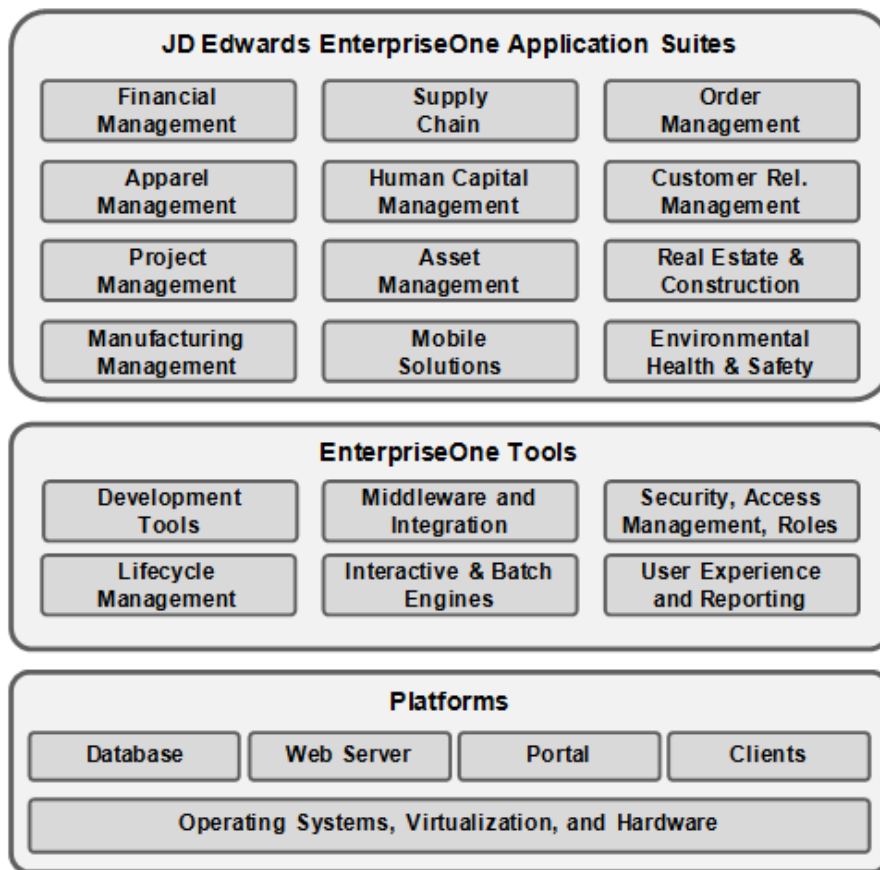 JD Edwards EnterpriseOne Application Suites
Financial
Management
Supply
Chain
Order
Management
Apparel
Management
Human Capital
Management
Customer Rel.
Management
Project
Management
Asset
Management
Real Estate &
Construction
Manufacturing
Management
Mobile
Solutions
Environmental
Health & Safety
EnterpriseOne Tools
Development
Tools
Middleware and
Integration
Security, Access
Management, Roles
Lifecycle
Management
Interactive & Batch
Engines
User Experience
and Reporting
Platforms
Database
Web Server
Portal
Clients
Operating Systems, Virtualization, and Hardware